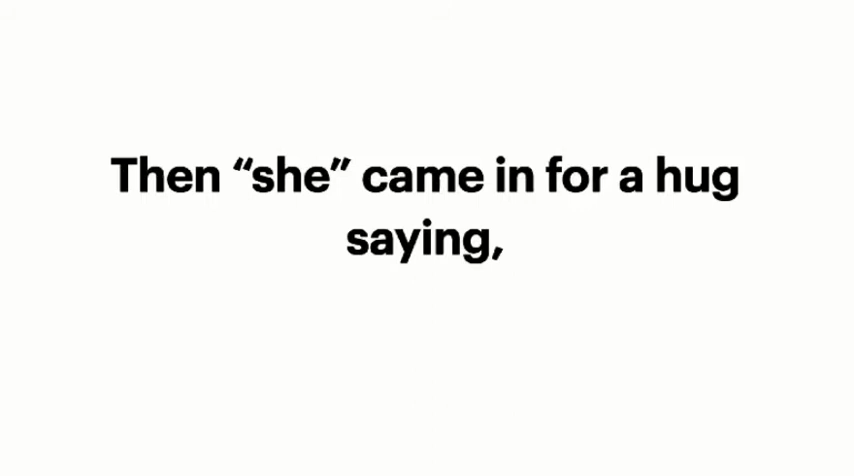 Then “she” came in for a hug
saying,